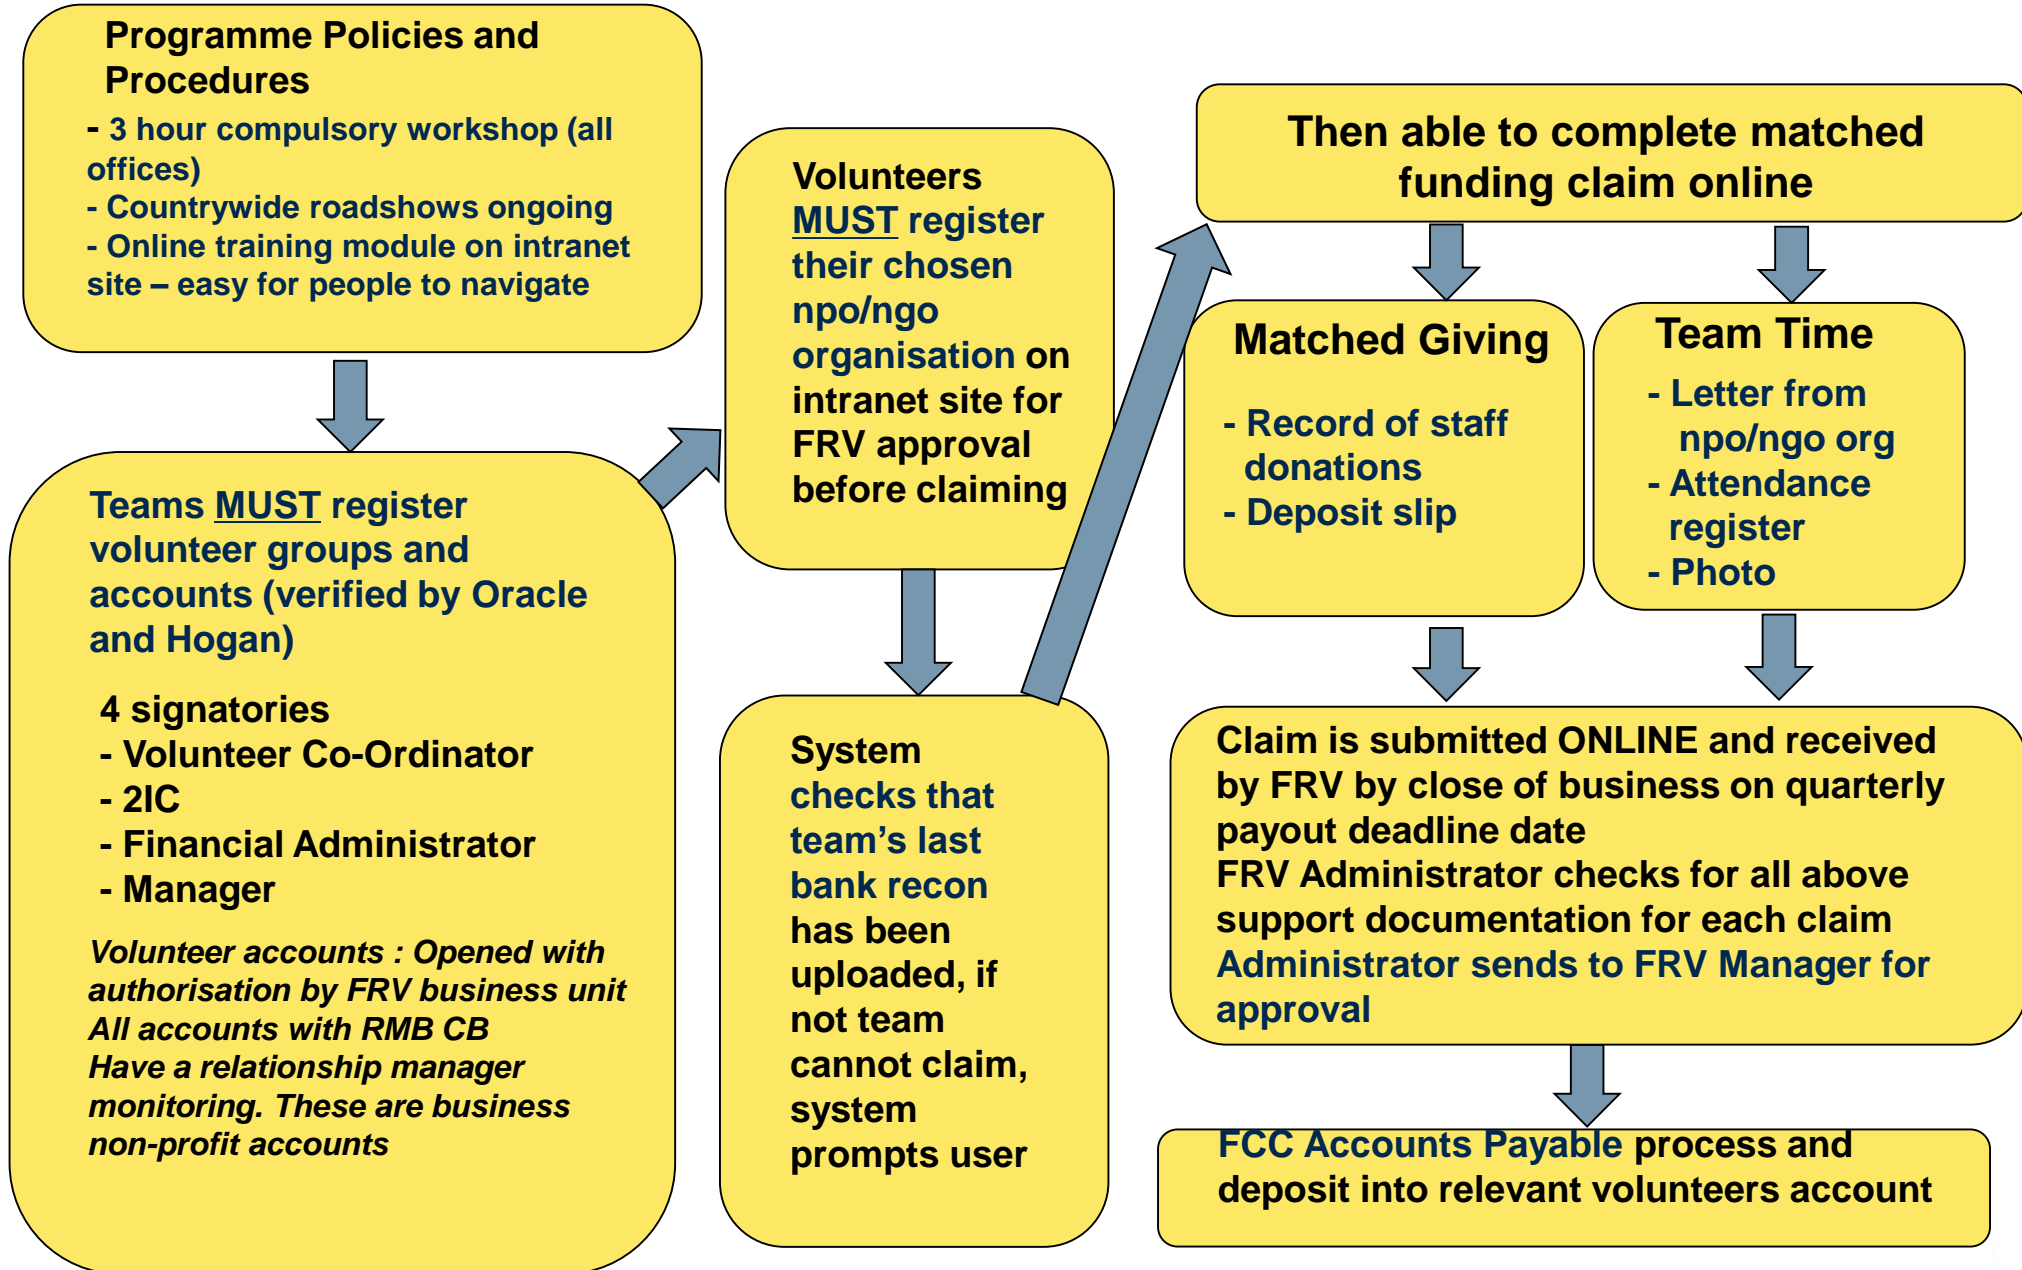 Programme Policies and
Procedures
- 3 hour compulsory workshop (all
offices)
- Countrywide roadshows ongoing
- Online training module on intranet
site – easy for people to navigate
Teams MUST register
volunteer groups and
accounts (verified by Oracle
and Hogan)
4 signatories
- Volunteer Co-Ordinator
- 2IC
- Financial Administrator
- Manager
Volunteer accounts : Opened with
authorisation by FRV business unit
All accounts with RMB CB
Have a relationship manager
monitoring. These are business
non-profit accounts
Volunteers
MUST register
their chosen
npo/ngo
organisation on
intranet site for
FRV approval
before claiming
System
checks that
team’s last
bank recon
has been
uploaded, if
not team
cannot claim,
system
prompts user
Then able to complete matched
funding claim online
Matched Giving
- Record of staff
donations
- Deposit slip
Team Time
- Letter from
npo/ngo org
- Attendance
register
- Photo
Claim is submitted ONLINE and received
by FRV by close of business on quarterly
payout deadline date
FRV Administrator checks for all above
support documentation for each claim
Administrator sends to FRV Manager for
approval
FCC Accounts Payable process and
deposit into relevant volunteers account